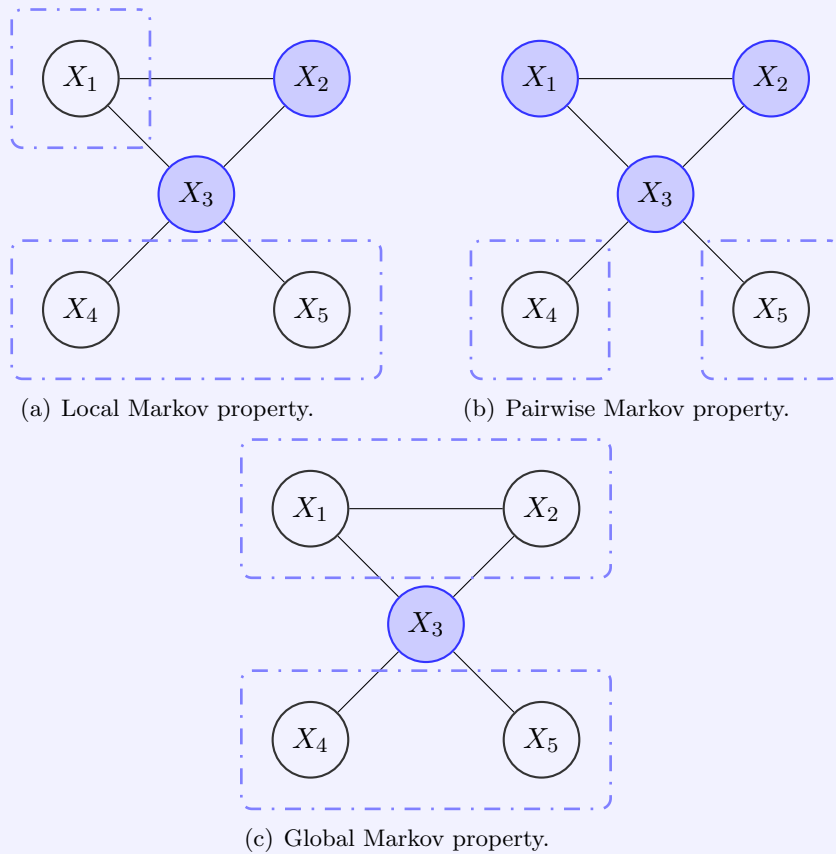 X₁ X₂ X₁ X₂
X₃ X₃
X₄ X₅ X₄ X₅
(a) Local Markov property. (b) Pairwise Markov property.
X₁ X₂
X₃
X₄ X₅
(c) Global Markov property.